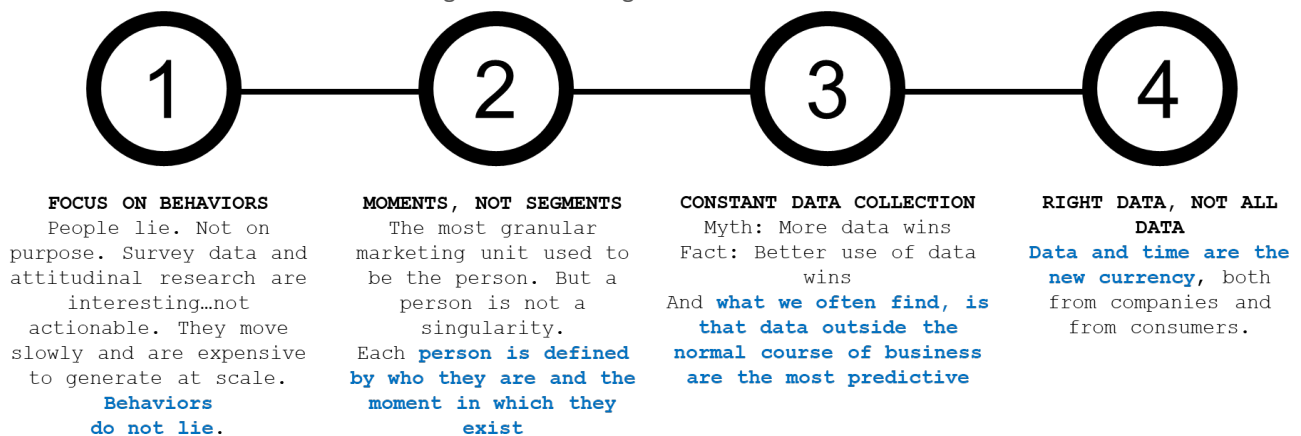 1
2
3
4
FOCUS ON BEHAVIORS
People lie. Not on
purpose. Survey data and
attitudinal research are
interesting…not
actionable. They move
slowly and are expensive
to generate at scale.
Behaviors
do not lie.
MOMENTS, NOT SEGMENTS
The most granular
marketing unit used to
be the person. But a
person is not a
singularity.
Each person is defined
by who they are and the
moment in which they
exist
CONSTANT DATA COLLECTION
Myth: More data wins
Fact: Better use of data
wins
And what we often find, is
that data outside the
normal course of business
are the most predictive
RIGHT DATA, NOT ALL
DATA
Data and time are the
new currency, both
from companies and
from consumers.